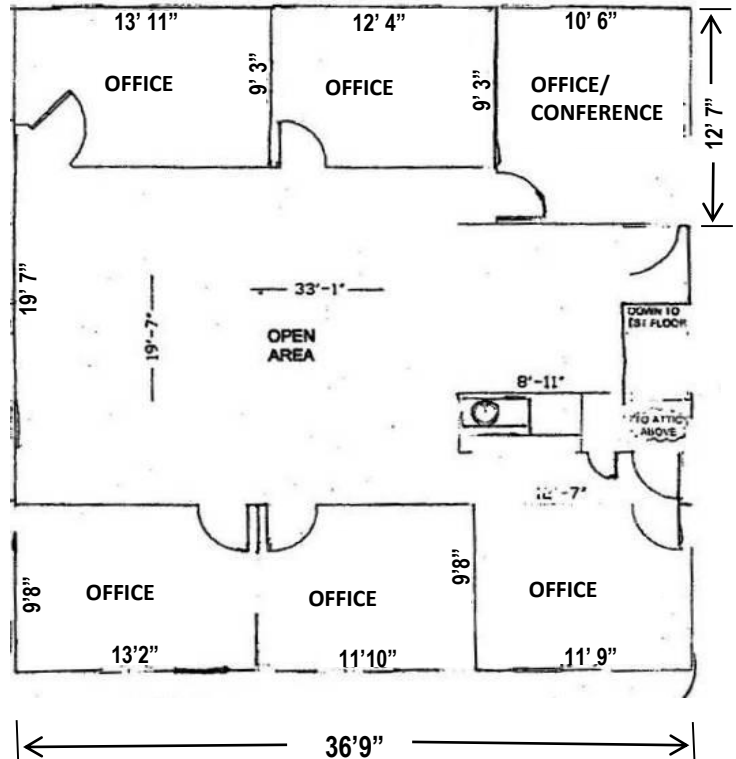 13' 11”
12' 4”
10' 6”
OFFICE
9' 3”
OFFICE
9' 3”
OFFICE/
CONFERENCE
12' 7”
19' 7”
19'-7"
33'-1"
OPEN
AREA
DOWN TO
EST FLOOR
8'-11"
TO ATTIC
ABOVE
12'-7"
9'8”
OFFICE
OFFICE
9'8”
OFFICE
13'2”
11'10”
11' 9”
36'9”